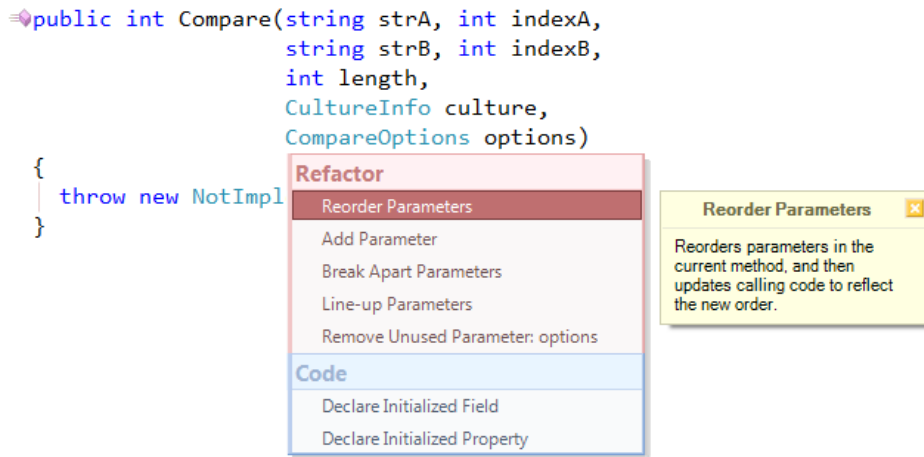 public int Compare(string strA, int indexA,
string strB, int indexB,
int length,
CultureInfo culture,
CompareOptions options)
{
throw new NotImpl
}
Refactor
Reorder Parameters
Add Parameter
Break Apart Parameters
Line-up Parameters
Remove Unused Parameter: options
Code
Declare Initialized Field
Declare Initialized Property
Reorder Parameters
Reorders parameters in the
current method, and then
updates calling code to reflect
the new order.